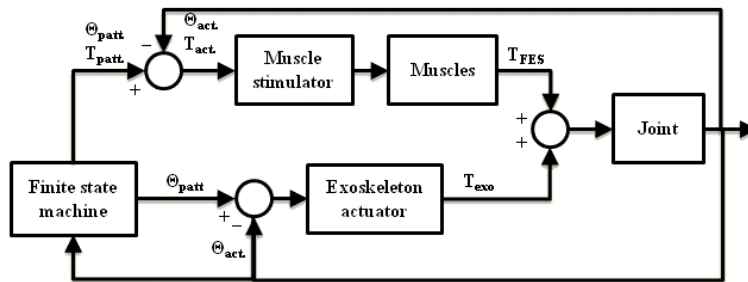 Θpatt.
Tpatt.
−
+
Θact.
Tact.
Muscle
stimulator
Muscles
TFES
+
+
Joint
Finite state
machine
Θpatt
+
−
Θact.
Exoskeleton
actuator
Texo